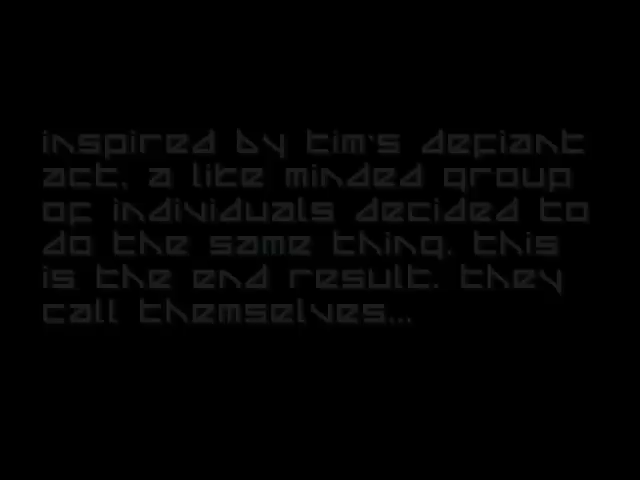 inspired by tim's defiant
act, a like minded group
of individuals decided to
do the same thing. this
is the end result. they
call themselves...